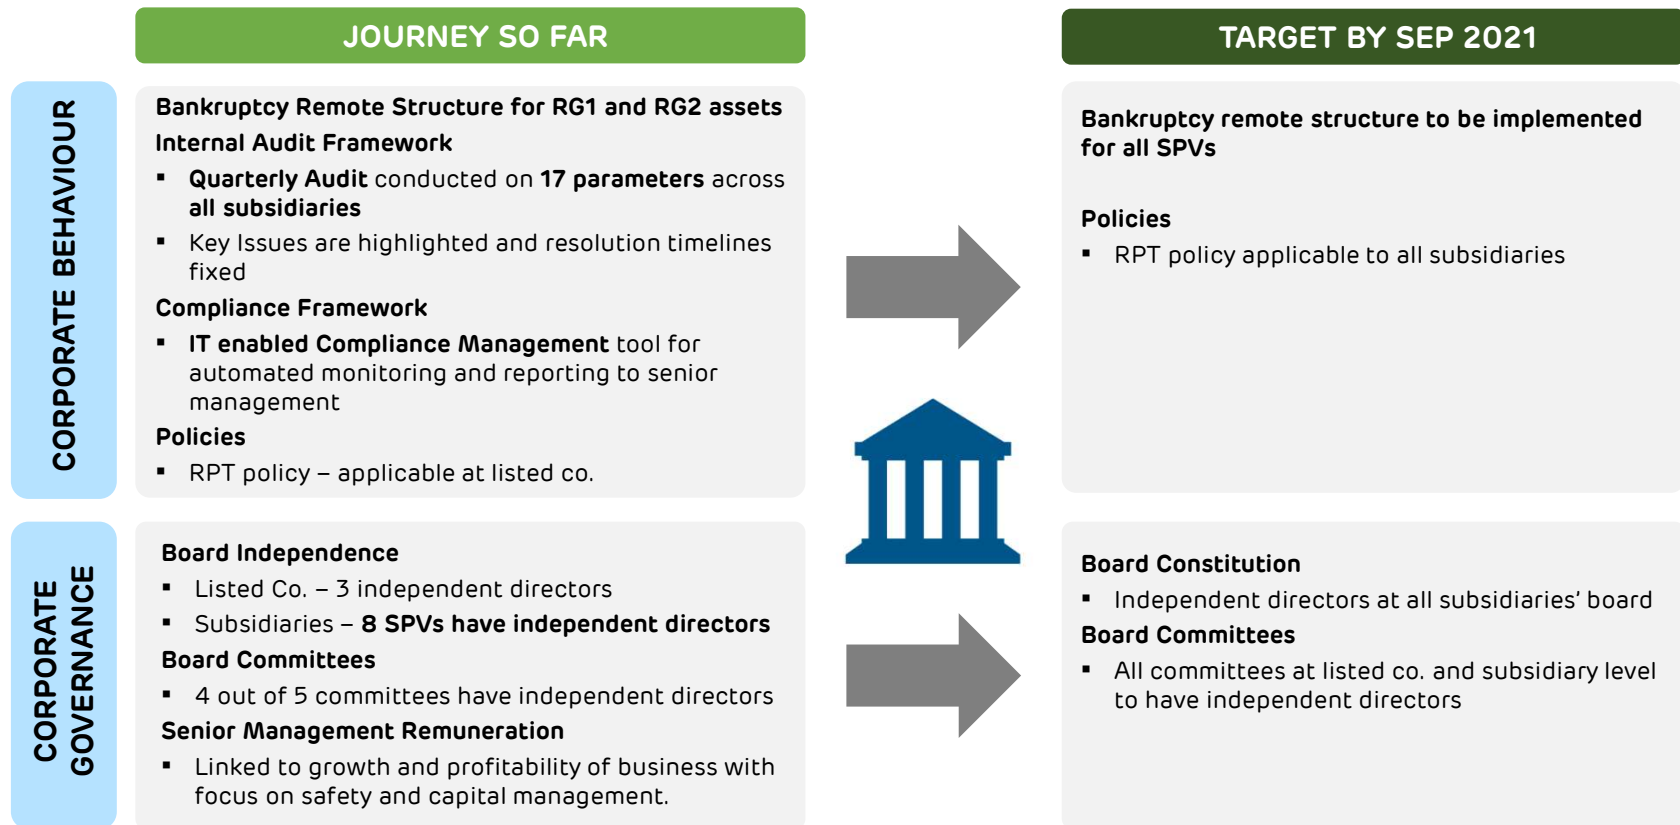 JOURNEY SO FAR
TARGET BY SEP 2021
CORPORATE BEHAVIOUR
Bankruptcy Remote Structure for RG1 and RG2 assets
Internal Audit Framework
▪ Quarterly Audit conducted on 17 parameters across
all subsidiaries
▪ Key Issues are highlighted and resolution timelines
fixed
Compliance Framework
▪ IT enabled Compliance Management tool for
automated monitoring and reporting to senior
management
Policies
▪ RPT policy – applicable at listed co.
Bankruptcy remote structure to be implemented
for all SPVs
Policies
▪ RPT policy applicable to all subsidiaries
CORPORATE
GOVERNANCE
Board Independence
▪ Listed Co. – 3 independent directors
▪ Subsidiaries – 8 SPVs have independent directors
Board Committees
▪ 4 out of 5 committees have independent directors
Senior Management Remuneration
▪ Linked to growth and profitability of business with
focus on safety and capital management.
Board Constitution
▪ Independent directors at all subsidiaries' board
Board Committees
▪ All committees at listed co. and subsidiary level
to have independent directors